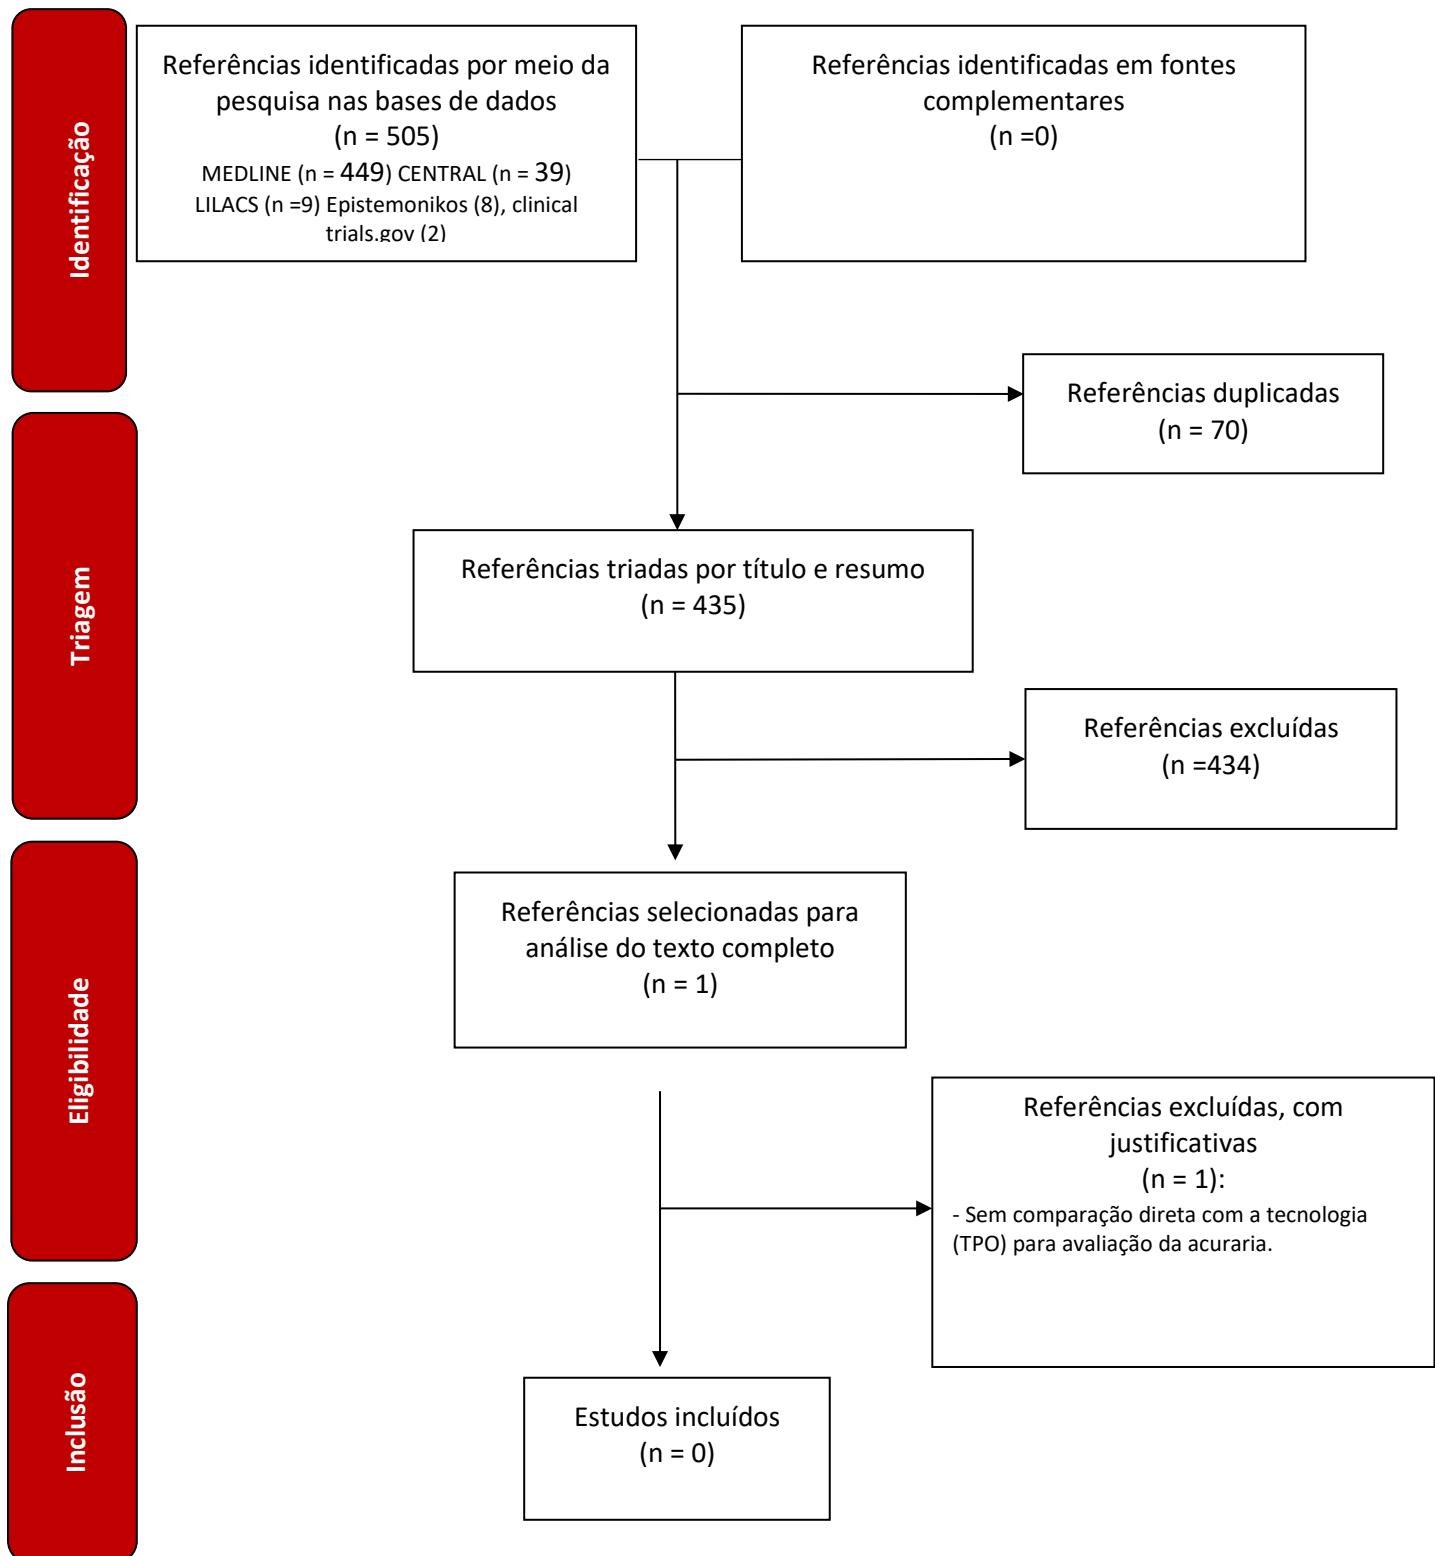 Identificação
Referências identificadas por meio da
pesquisa nas bases de dados
(n = 505)
MEDLINE (n = 449) CENTRAL (n = 39)
LILACS (n =9) Epistemonikos (8), clinical
trials.gov (2)
Referências identificadas em fontes
complementares
(n =0)
Referências duplicadas
(n = 70)
Triagem
Referências triadas por título e resumo
(n = 435)
Referências excluídas
(n =434)
Eligibilidade
Referências selecionadas para
análise do texto completo
(n = 1)
Referências excluídas, com
justificativas
(n = 1):
- Sem comparação direta com a tecnologia
(TPO) para avaliação da acuraria.
Inclusão
Estudos incluídos
(n = 0)